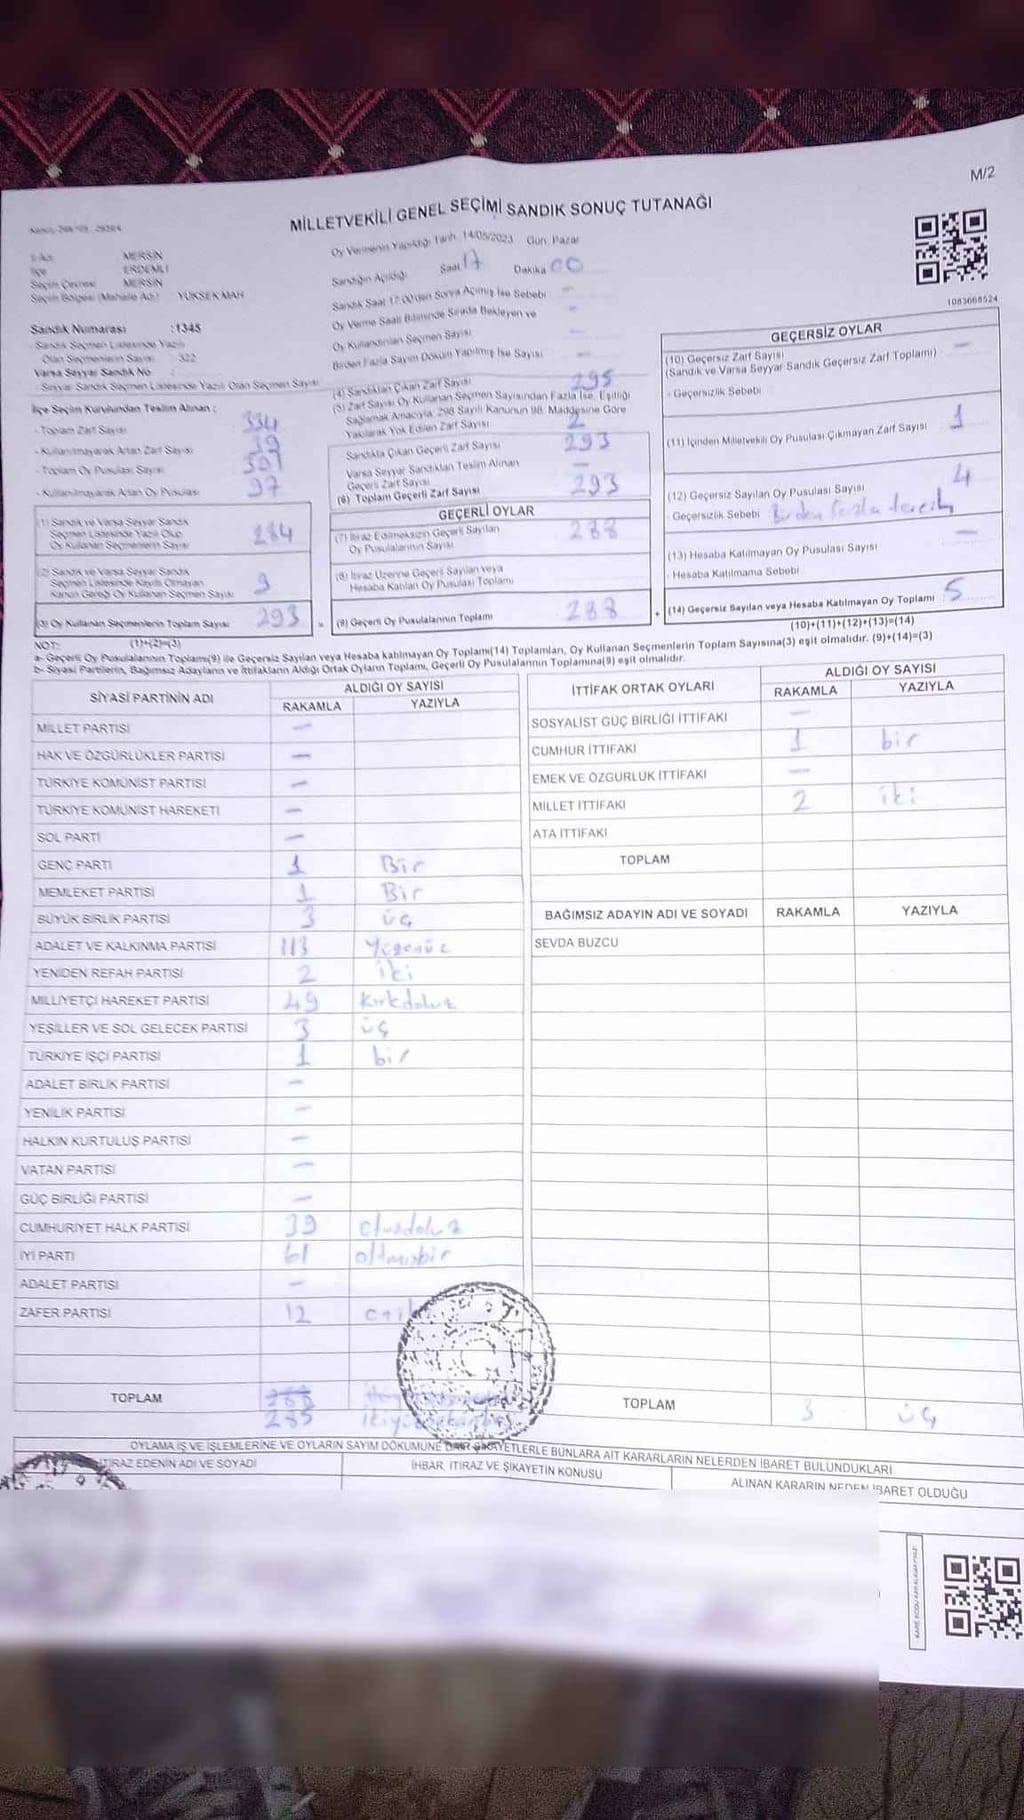 M/2
MİLLETVEKİLİ GENEL SEÇİMİ SANDIK SONUÇ TUTANAĞI
İlçe ERDEMLİ
Seçim Çevresi MERSİN
Seçim Bölgesi (Mahalle Adı) YÜKSEK MAH
Sandık Numarası :1345
- Sandık Seçmen Listesinde Yazılı
Olan Seçmenlerin Sayısı : 322
Varsa Seyyar Sandık No :
- Seyyar Sandık Seçmen Listesinde Yazılı Olan Seçmen Sayısı
İlçe Seçim Kurulundan Teslim Alınan :
- Toplam Zarf Sayısı 334
- Kullanılmayarak Artan Zarf Sayısı 39
- Toplam Oy Pusulası Sayısı
- Kullanılmayarak Artan Oy Pusulası 97
(1) Sandık ve Varsa Seyyar Sandık
Seçmen Listesinde Yazılı Olup
Oy Kullanan Seçmenlerin Sayısı 284
(2) Sandık ve Varsa Seyyar Sandık
Seçmen Listesinde Kayıtlı Olmayan
Kanun Gereği Oy Kullanan Seçmen Sayısı 9
(3) Oy Kullanan Seçmenlerin Toplam Sayısı 293 =
(1)+(2)=(3)
Oy Vermenin Yapıldığı Tarih 14/05/2023 Gün: Pazar
Sandığın Açıldığı Saat 17 Dakika 00
Sandık Saat 17:00'den Sonra Açılmış İse Sebebi -
Oy Verme Saati Bitiminde Sırada Bekleyen ve
Oy Kullandırılan Seçmen Sayısı -
Birden Fazla Sayım Döküm Yapılmış İse Sayısı -
(4) Sandıktan Çıkan Zarf Sayısı 295
(5) Zarf Sayısı Oy Kullanan Seçmen Sayısından Fazla İse, Eşitliği
Sağlamak Amacıyla, 298 Sayılı Kanunun 98. Maddesine Göre
Yakılarak Yok Edilen Zarf Sayısı 2
Sandıkta Çıkan Geçerli Zarf Sayısı 293
Varsa Seyyar Sandıktan Teslim Alınan
Geçerli Zarf Sayısı -
(6) Toplam Geçerli Zarf Sayısı 293
GEÇERLİ OYLAR
(7) İtiraz Edilmeksizin Geçerli Sayılan
Oy Pusulalarının Sayısı 288
(8) İtiraz Üzerine Geçerli Sayılan veya
Hesaba Katılan Oy Pusulası Toplamı
(9) Geçerli Oy Pusulalarının Toplamı 288 +
1083668524
GEÇERSİZ OYLAR
(10) Geçersiz Zarf Sayısı
(Sandık ve Varsa Seyyar Sandık Geçersiz Zarf Toplamı) -
- Geçersizlik Sebebi
(11) İçinden Milletvekili Oy Pusulası Çıkmayan Zarf Sayısı 1
(12) Geçersiz Sayılan Oy Pusulası Sayısı 4
- Geçersizlik Sebebi : Birden fazla tercih
(13) Hesaba Katılmayan Oy Pusulası Sayısı -
- Hesaba Katılmama Sebebi
(14) Geçersiz Sayılan veya Hesaba Katılmayan Oy Toplamı 5
(10)+(11)+(12)+(13)=(14)
NOT:
a- Geçerli Oy Pusulalarının Toplamı(9) ile Geçersiz Sayılan veya Hesaba katılmayan Oy Toplamı(14) Toplamları, Oy Kullanan Seçmenlerin Toplam Sayısına(3) eşit olmalıdır. (9)+(14)=(3)
b- Siyasi Partilerin, Bağımsız Adayların ve İttifakların Aldığı Ortak Oyların Toplamı, Geçerli Oy Pusulalarının Toplamına(9) eşit olmalıdır.
SİYASİ PARTİNİN ADI ALDIĞI OY SAYISI
RAKAMLA YAZIYLA
MİLLET PARTİSİ -
HAK VE ÖZGÜRLÜKLER PARTİSİ -
TÜRKİYE KOMÜNİST PARTİSİ -
TÜRKİYE KOMÜNİST HAREKETİ -
SOL PARTİ -
GENÇ PARTİ 1 Bir
MEMLEKET PARTİSİ 1 Bir
BÜYÜK BİRLİK PARTİSİ 3 üç
ADALET VE KALKINMA PARTİSİ 113
YENİDEN REFAH PARTİSİ 2 iki
MİLLİYETÇİ HAREKET PARTİSİ 49 kırkdokuz
YEŞİLLER VE SOL GELECEK PARTİSİ 3 üç
TÜRKİYE İŞÇİ PARTİSİ 1 bir
ADALET BİRLİK PARTİSİ -
YENİLİK PARTİSİ -
HALKIN KURTULUŞ PARTİSİ -
VATAN PARTİSİ -
GÜÇ BİRLİĞİ PARTİSİ -
CUMHURİYET HALK PARTİSİ 39 otuzdokuz
İYİ PARTİ 61 altmışbir
ADALET PARTİSİ -
ZAFER PARTİSİ 12
TOPLAM
285
İTTİFAK ORTAK OYLARI ALDIĞI OY SAYISI
RAKAMLA YAZIYLA
SOSYALİST GÜÇ BİRLİĞİ İTTİFAKI -
CUMHUR İTTİFAKI 1 bir
EMEK VE ÖZGÜRLÜK İTTİFAKI -
MİLLET İTTİFAKI 2 iki
ATA İTTİFAKI
TOPLAM
BAĞIMSIZ ADAYIN ADI VE SOYADI RAKAMLA YAZIYLA
SEVDA BUZCU
TOPLAM 3 üç
OYLAMA İŞ VE İŞLEMLERİNE VE OYLARIN SAYIM DÖKÜMÜNE DAİR ŞİKAYETLERLE BUNLARA AİT KARARLARIN NELERDEN İBARET BULUNDUKLARI
İTİRAZ EDENİN ADI VE SOYADI İHBAR, İTİRAZ VE ŞİKAYETİN KONUSU ALINAN KARARIN NEDEN İBARET OLDUĞU